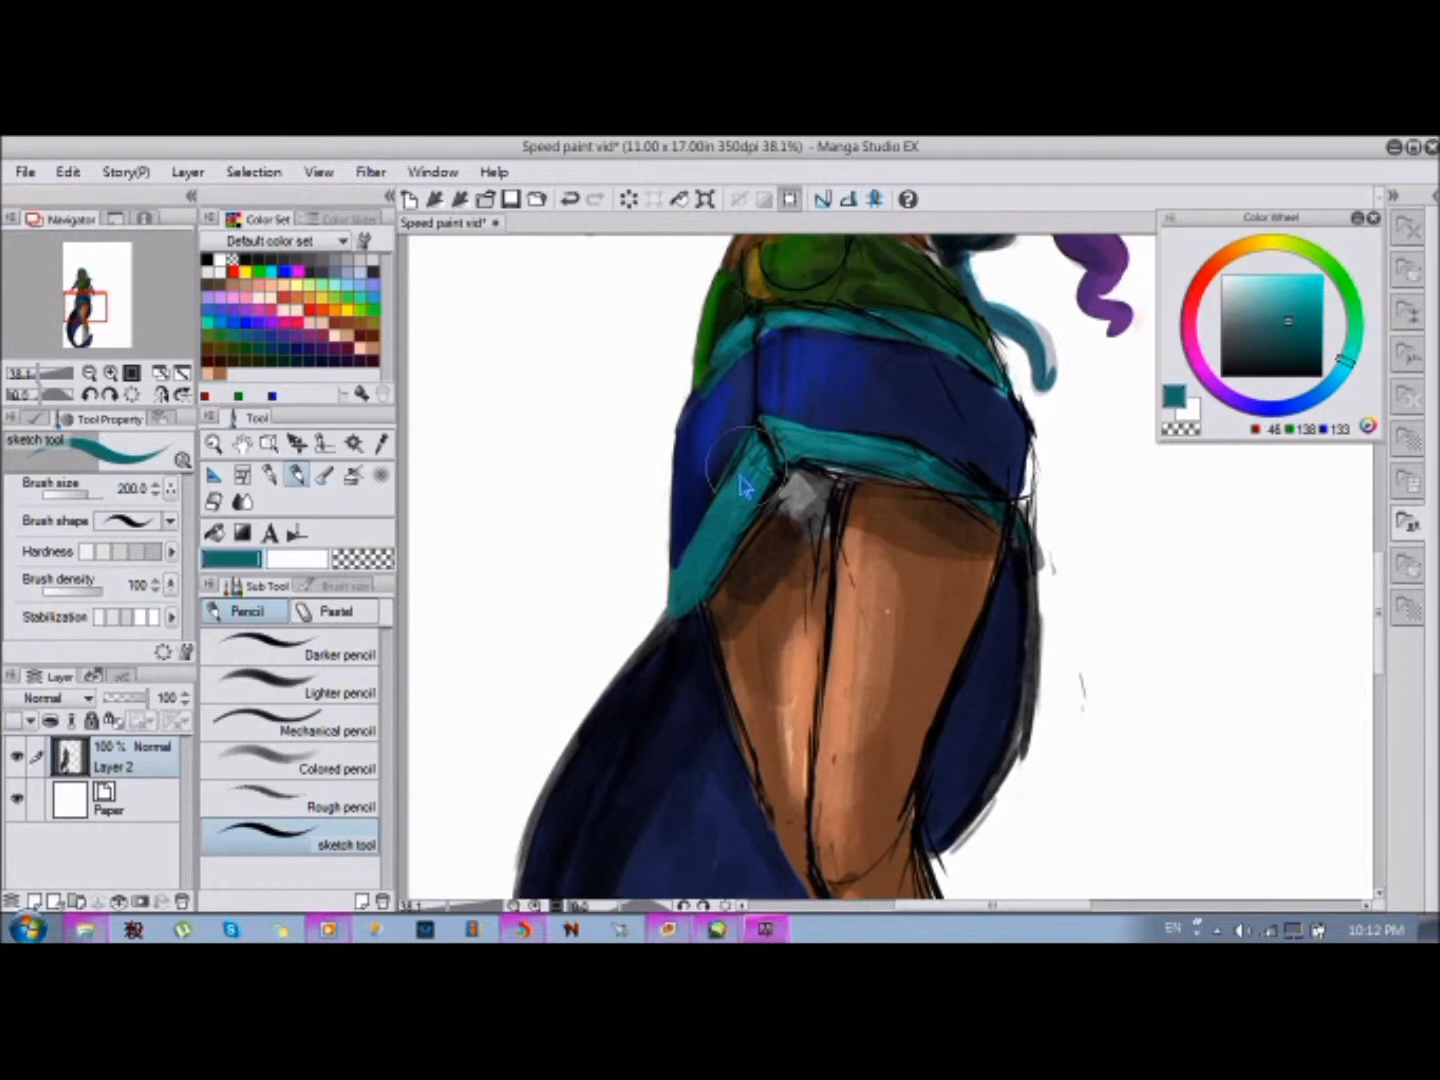 Speed paint vid* (11.00 x 17.00in 350dpi 38.1%) - Manga Studio EX
File Edit Story(P) Layer Selection View Filter Window Help
Navigator
Color Set Color Slider
Speed paint vid*
Color Wheel
Default color set
38.1
Tool Property
Tool
sketch tool
Brush size 200.0
Brush shape
Hardness
Brush density 100
Stabilization
46 138 133
Sub Tool Brush size
Pencil Pastel
Darker pencil
Lighter pencil
Mechanical pencil
Colored pencil
Rough pencil
sketch tool
Layer
Normal 100
100 % Normal
Layer 2
Paper
38.1
EN 10:12 PM